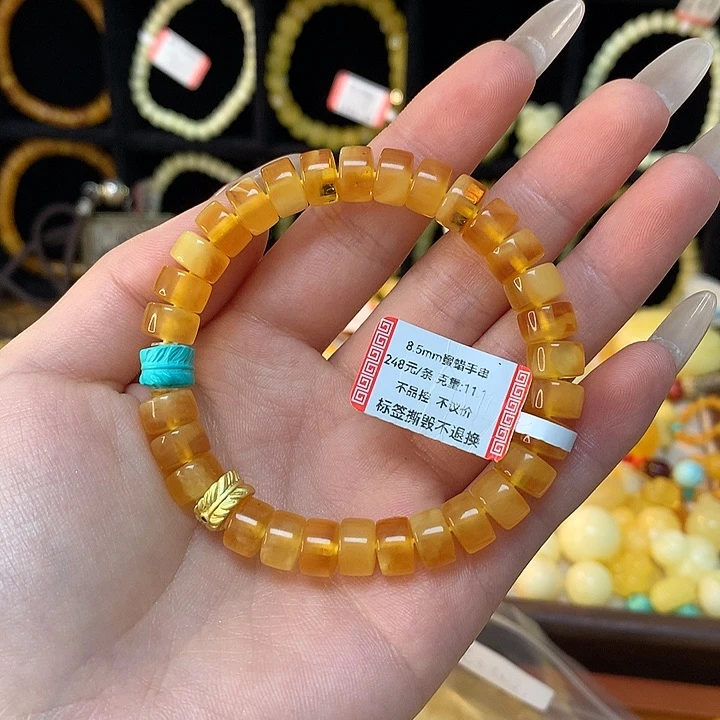 8.5mm蜜蜡手串
248元/条 克重:11.1
不品控 不议价
标签撕毁不退换